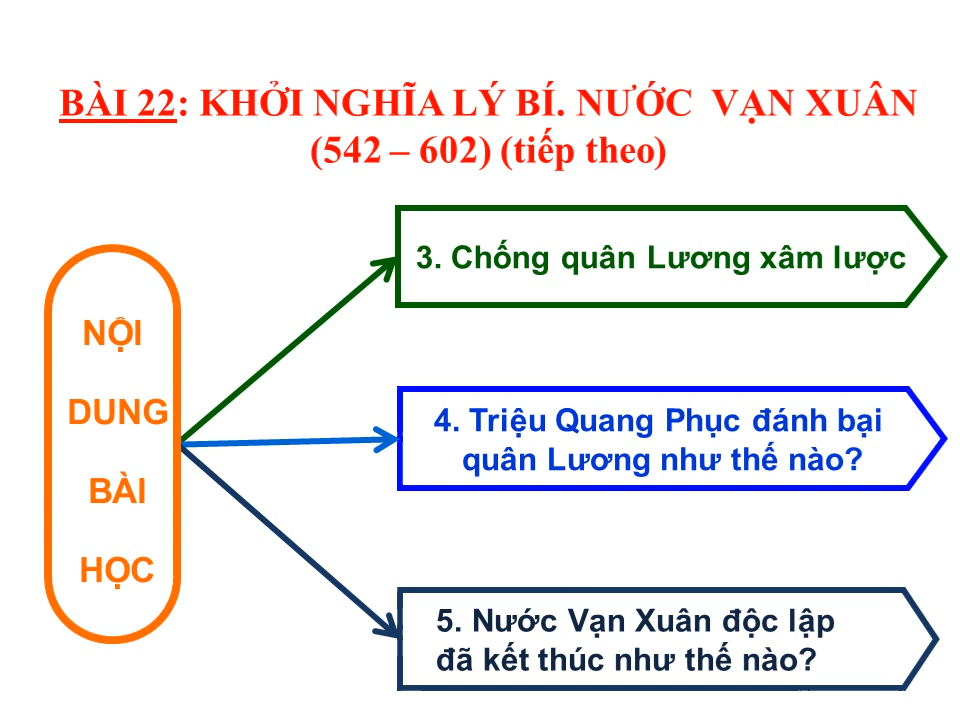 BÀI 22: KHỞI NGHĨA LÝ BÍ. NƯỚC VẠN XUÂN
(542 – 602) (tiếp theo)
3. Chống quân Lương xâm lược
NỘI
DUNG
BÀI
HỌC
4. Triệu Quang Phục đánh bại
quân Lương như thế nào?
5. Nước Vạn Xuân độc lập
đã kết thúc như thế nào?